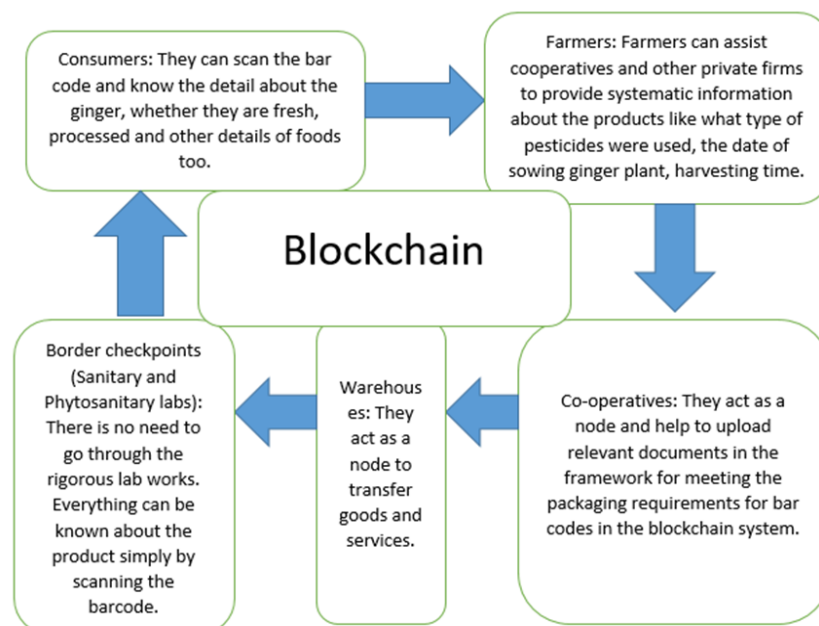 Consumers: They can scan the bar
code and know the detail about the
ginger, whether they are fresh,
processed and other details of foods
too.
Farmers: Farmers can assist
cooperatives and other private firms
to provide systematic information
about the products like what type of
pesticides were used, the date of
sowing ginger plant, harvesting time.
Blockchain
Border checkpoints
(Sanitary and
Phytosanitary labs):
There is no need to
go through the
rigorous lab works.
Everything can be
known about the
product simply by
scanning the
barcode.
Warehous
es: They
act as a
node to
transfer
goods and
services.
Co-operatives: They act as a
node and help to upload
relevant documents in the
framework for meeting the
packaging requirements for bar
codes in the blockchain system.